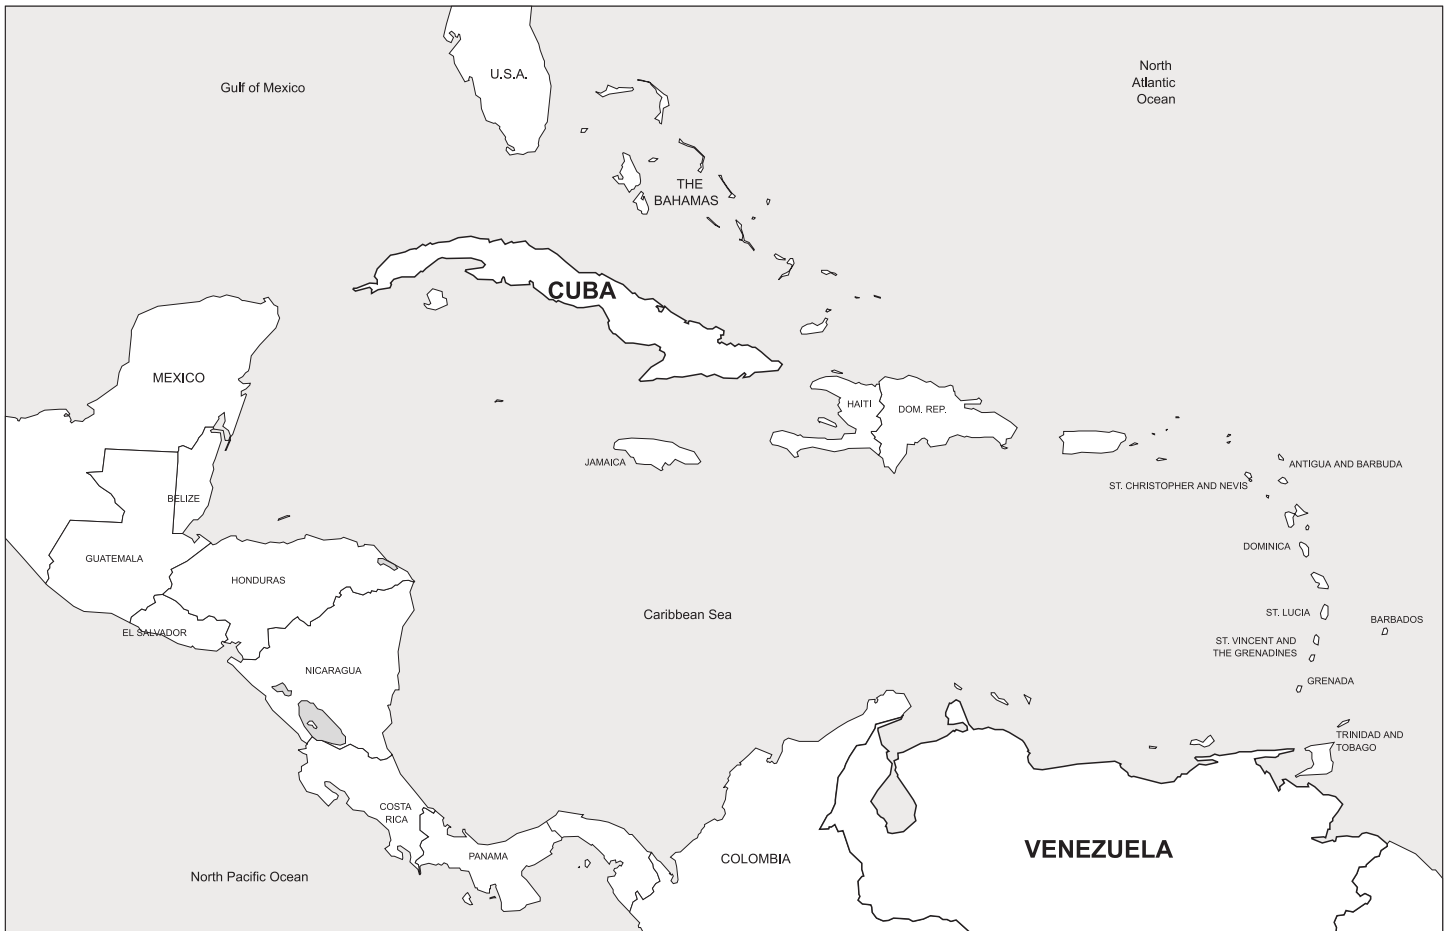 North
Atlantic
Ocean
U.S.A.
Gulf of Mexico
THE
BAHAMAS
CUBA
MEXICO
HAITI
DOM. REP.
JAMAICA
ANTIGUA AND BARBUDA
ST. CHRISTOPHER AND NEVIS
BELIZE
DOMINICA
GUATEMALA
HONDURAS
Caribbean Sea
ST. LUCIA
BARBADOS
EL SALVADOR
ST. VINCENT AND
THE GRENADINES
NICARAGUA
GRENADA
TRINIDAD AND
TOBAGO
COSTA
RICA
VENEZUELA
PANAMA
COLOMBIA
North Pacific Ocean